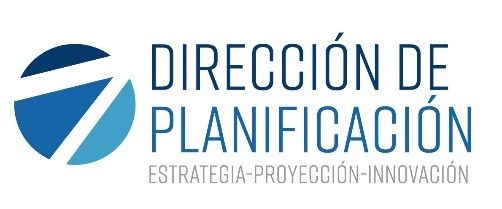 DIRECCIÓN DE
PLANIFICACIÓN
ESTRATEGIA-PROYECCIÓN-INNOVACIÓN